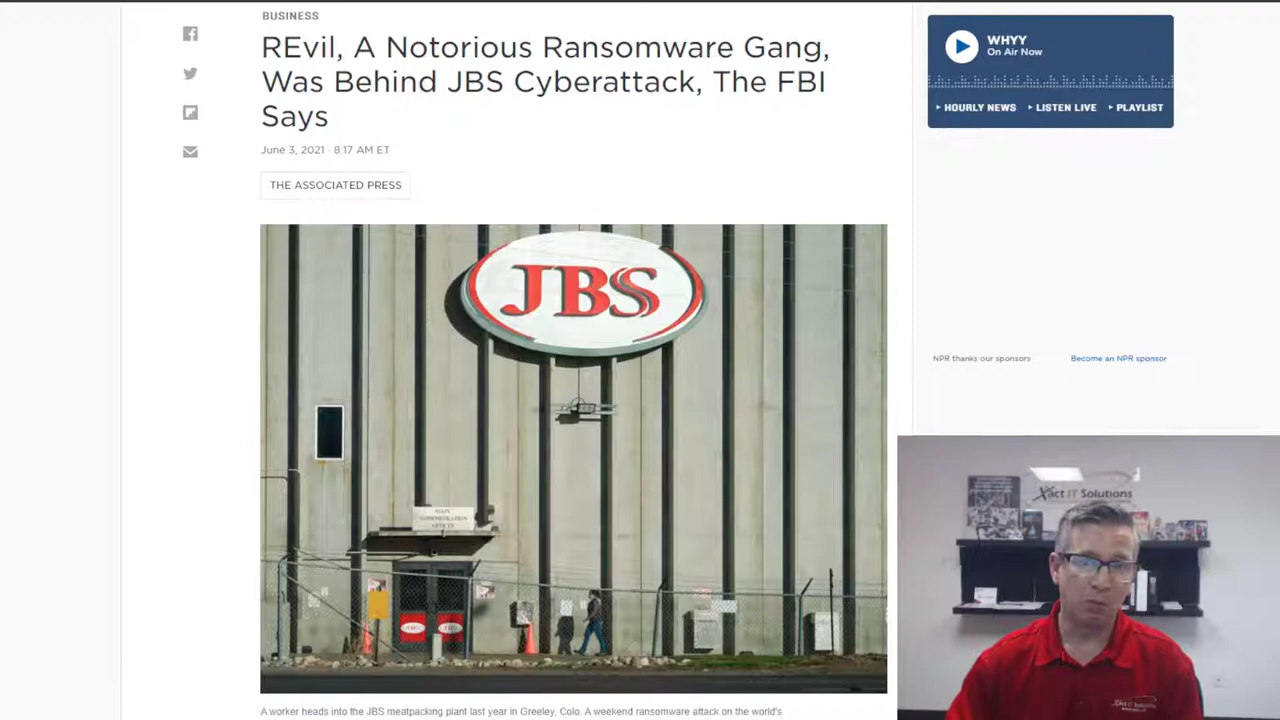 BUSINESS
REvil, A Notorious Ransomware Gang,
Was Behind JBS Cyberattack, The FBI
Says
June 3, 2021 · 8:17 AM ET
THE ASSOCIATED PRESS
WHYY
On Air Now
HOURLY NEWS
LISTEN LIVE
PLAYLIST
NPR thanks our sponsors
Become an NPR sponsor
JBS
MAIN
ADMINISTRATION
OFFICE
Xact IT Solutions
A worker heads into the JBS meatpacking plant last year in Greeley, Colo. A weekend ransomware attack on the world's